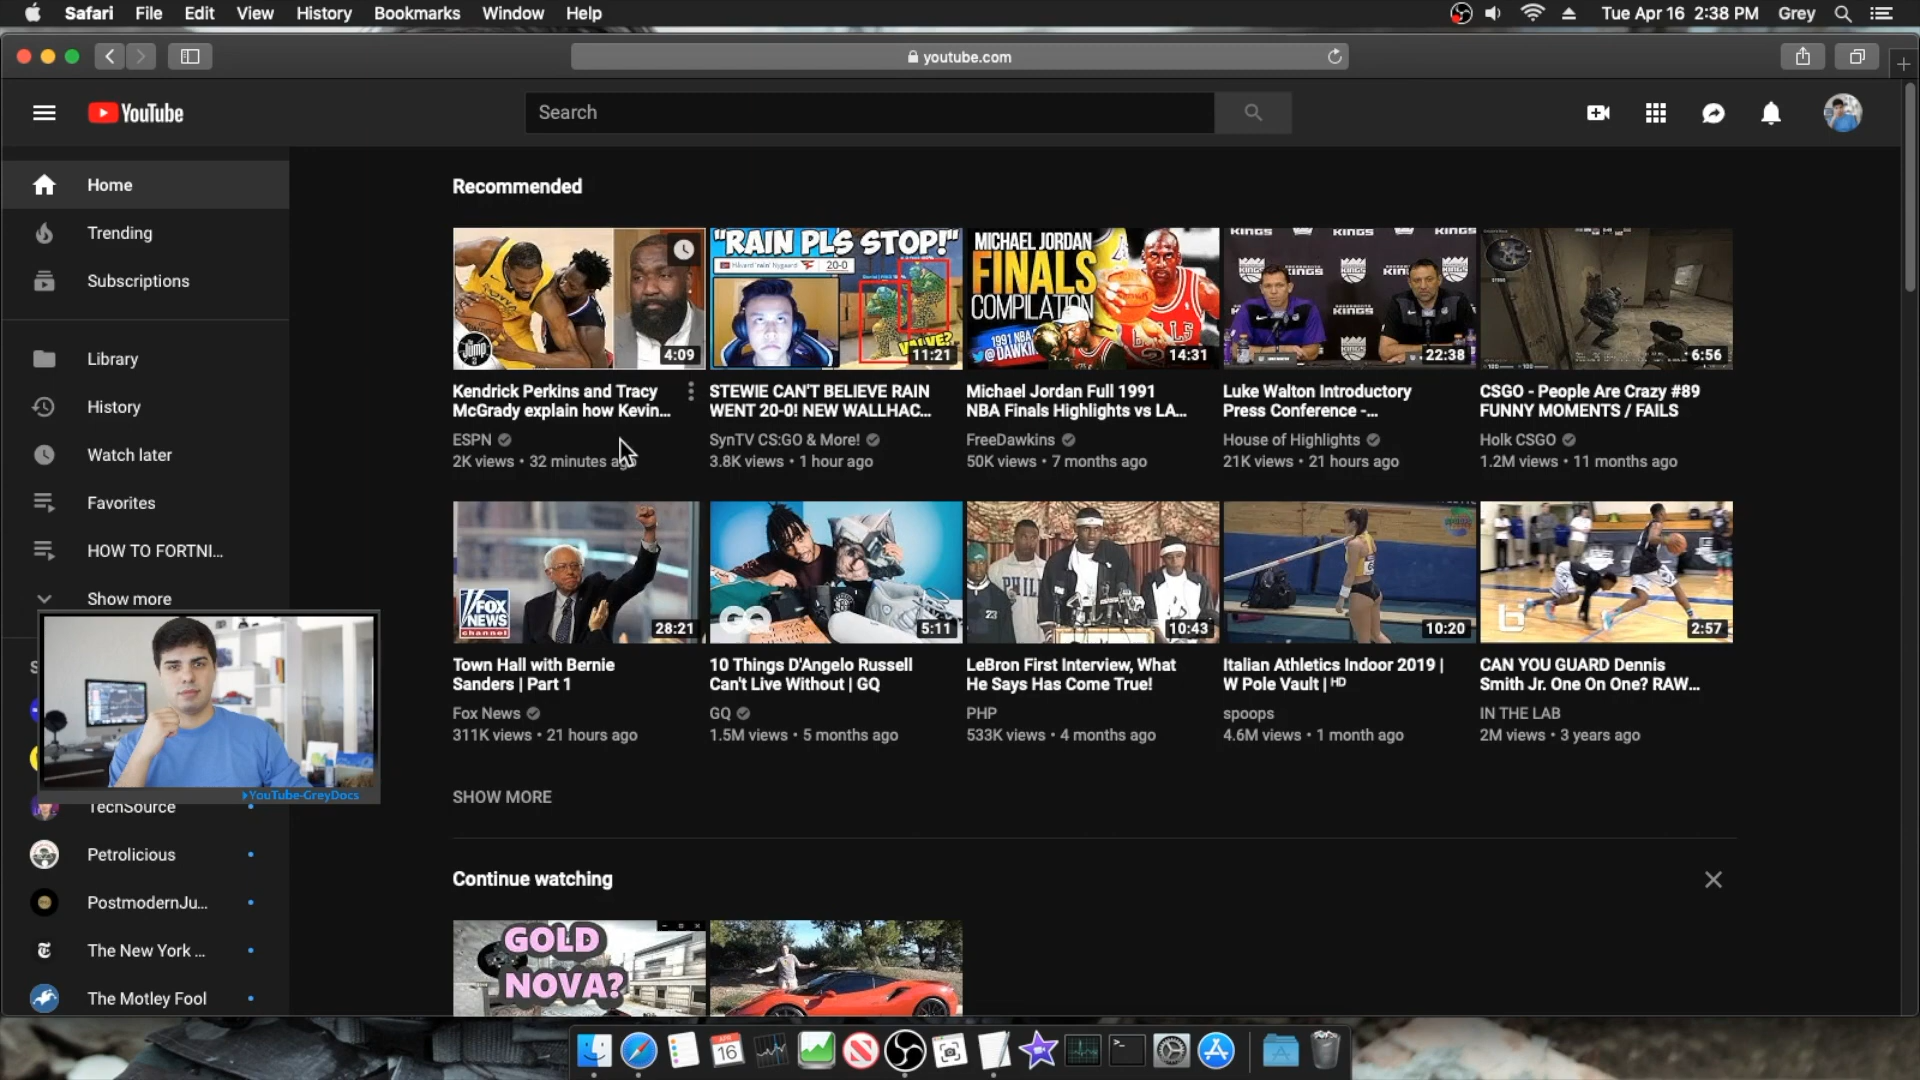 Safari File Edit View History Bookmarks Window Help
Tue Apr 16 2:38 PM Grey
youtube.com
YouTube
Search
Home
Trending
Subscriptions
Library
History
Watch later
Favorites
HOW TO FORTNI...
Show more
TechSource
Petrolicious
PostmodernJu...
The New York ...
The Motley Fool
YouTube-GreyDocs
Recommended
The Jump
4:09
"RAIN PLS STOP!"
20-0
VALVE?
11:21
MICHAEL JORDAN
FINALS
COMPILATION
1991 NBA
14:31
KINGS
22:38
6:56
Kendrick Perkins and Tracy
McGrady explain how Kevin...
ESPN
2K views • 32 minutes ago
STEWIE CAN'T BELIEVE RAIN
WENT 20-0! NEW WALLHAC...
SynTV CS:GO & More!
3.8K views • 1 hour ago
Michael Jordan Full 1991
NBA Finals Highlights vs LA...
FreeDawkins
50K views • 7 months ago
Luke Walton Introductory
Press Conference -...
House of Highlights
21K views • 21 hours ago
CSGO - People Are Crazy #89
FUNNY MOMENTS / FAILS
Holk CSGO
1.2M views • 11 months ago
FOX
NEWS
channel
28:21
GQ
5:11
PHIL
23
10:43
10:20
2:57
Town Hall with Bernie
Sanders | Part 1
Fox News
311K views • 21 hours ago
10 Things D'Angelo Russell
Can't Live Without | GQ
GQ
1.5M views • 5 months ago
LeBron First Interview, What
He Says Has Come True!
PHP
533K views • 4 months ago
Italian Athletics Indoor 2019 |
W Pole Vault | ᴴᴰ
spoops
4.6M views • 1 month ago
CAN YOU GUARD Dennis
Smith Jr. One On One? RAW...
IN THE LAB
2M views • 3 years ago
SHOW MORE
Continue watching
GOLD
NOVA?
APR
16